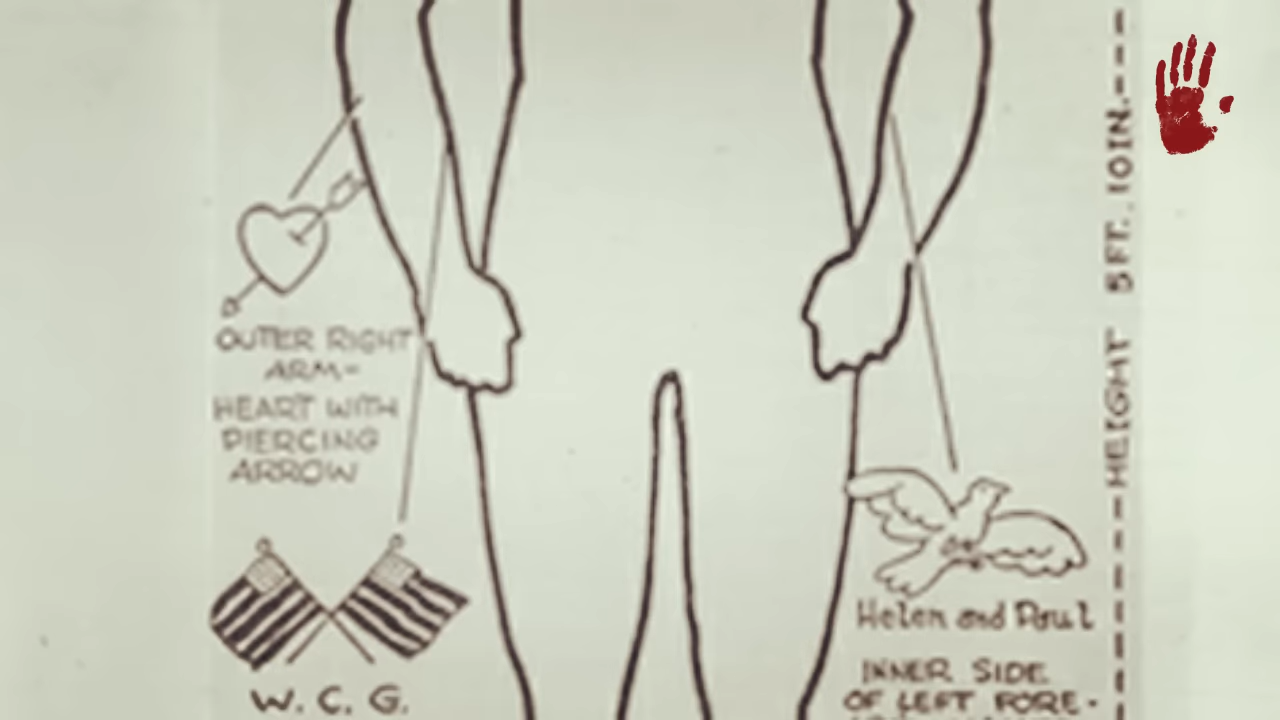 OUTER RIGHT
ARM-
HEART WITH
PIERCING
ARROW
W. C. G.
Helen and Paul
INNER SIDE
OF LEFT FORE-
HEIGHT 5FT. 10IN.